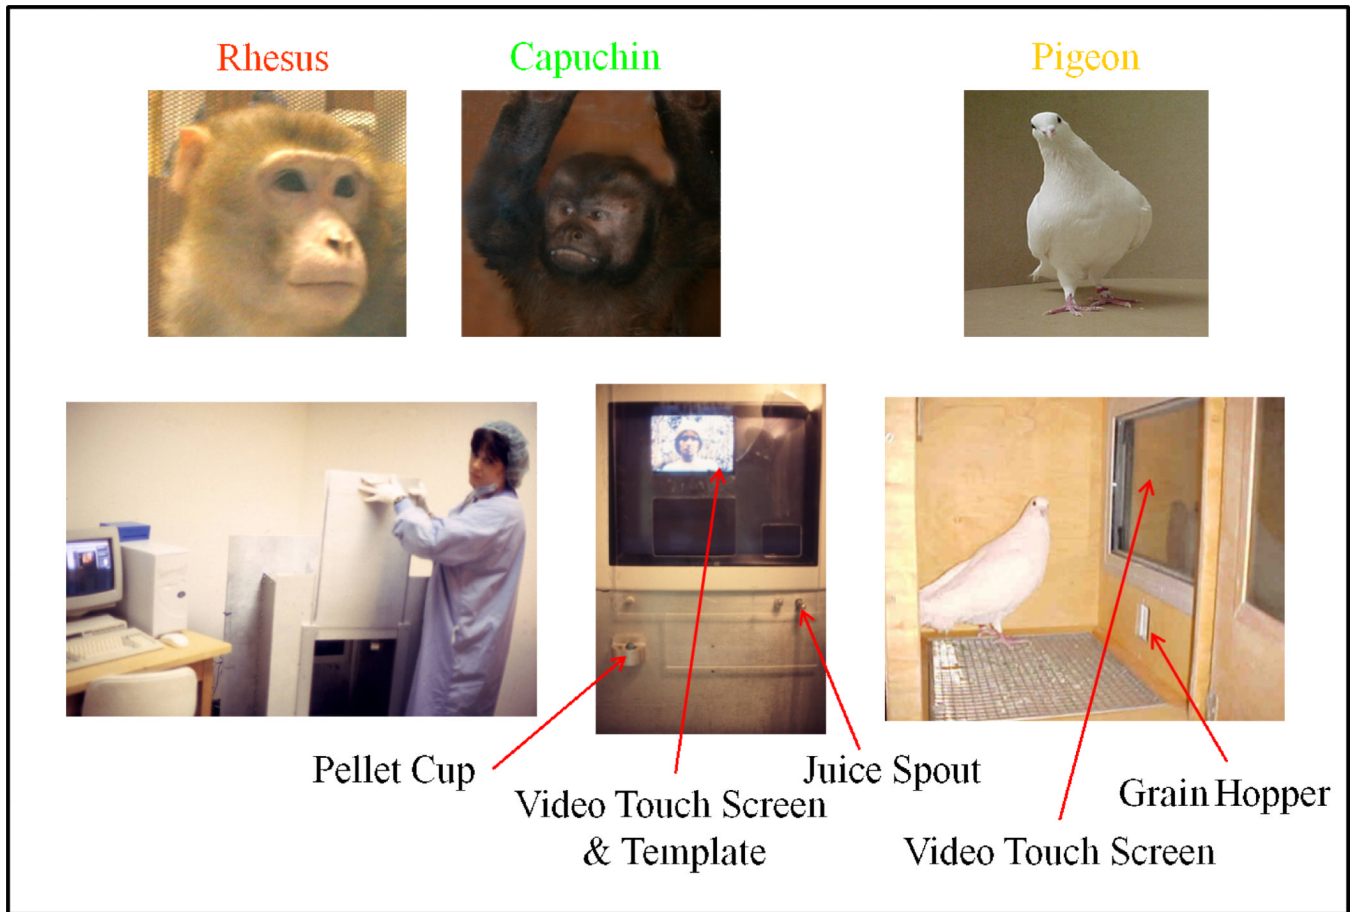 Rhesus
Capuchin
Pigeon
Pellet Cup
Video Touch Screen
& Template
Juice Spout
Grain Hopper
Video Touch Screen